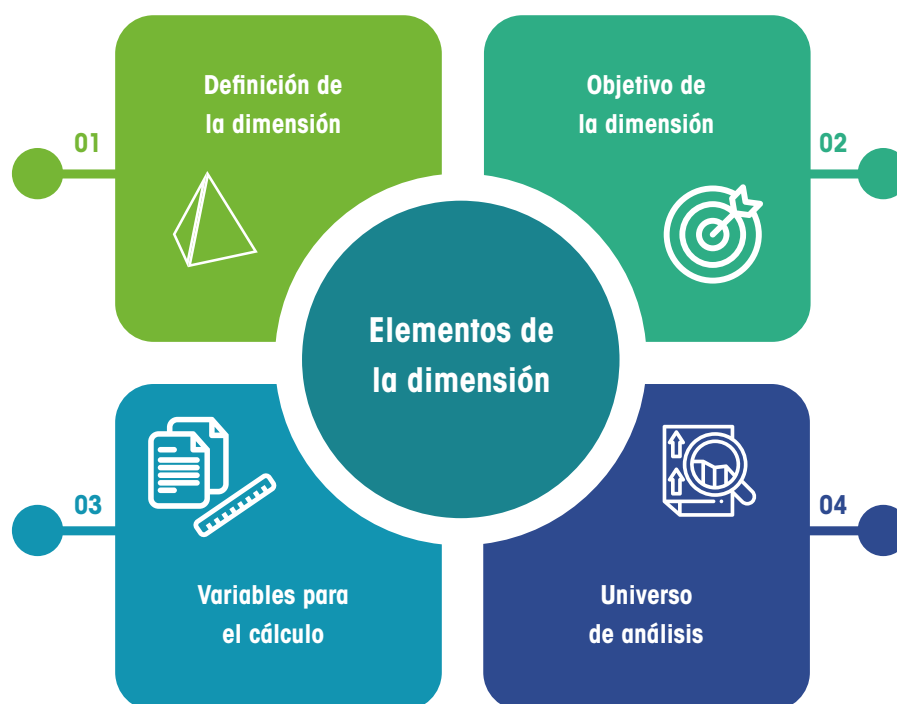 Definición de
la dimensión
01
Objetivo de
la dimensión
02
Elementos de
la dimensión
03
Variables para
el cálculo
04
Universo
de análisis